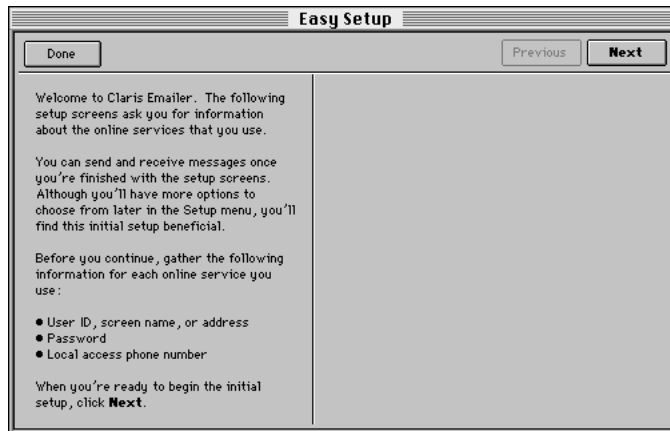 Easy Setup
Done
Previous
Next
Welcome to Claris Emailer. The following
setup screens ask you for information
about the online services that you use.
You can send and receive messages once
you're finished with the setup screens.
Although you'll have more options to
choose from later in the Setup menu, you'll
find this initial setup beneficial.
Before you continue, gather the following
information for each online service you
use:
● User ID, screen name, or address
● Password
● Local access phone number
When you're ready to begin the initial
setup, click Next.